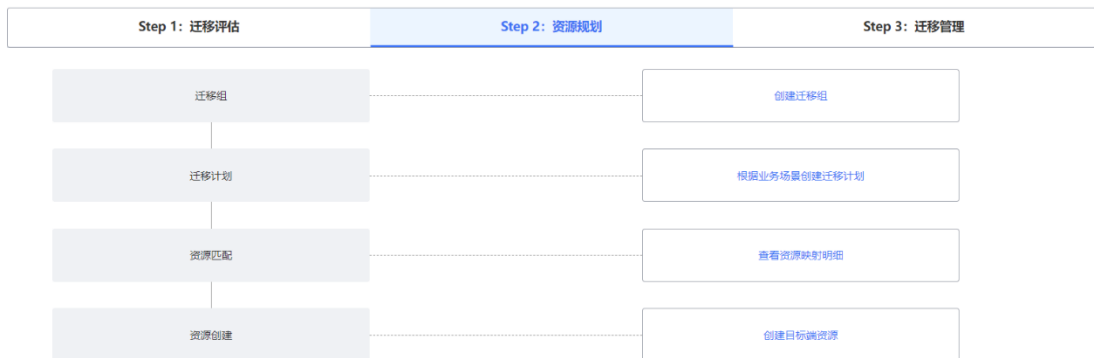 Step 1：迁移评估
Step 2：资源规划
Step 3：迁移管理
迁移组
创建迁移组
迁移计划
根据业务场景创建迁移计划
资源匹配
查看资源映射明细
资源创建
创建目标端资源